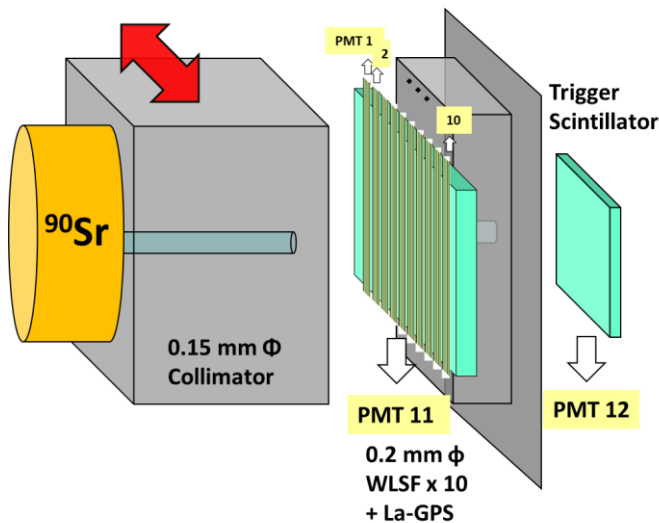 PMT 1
2
10
Trigger
Scintillator
⁹⁰Sr
0.15 mm Φ
Collimator
PMT 11
PMT 12
0.2 mm ϕ
WLSF x 10
+ La-GPS